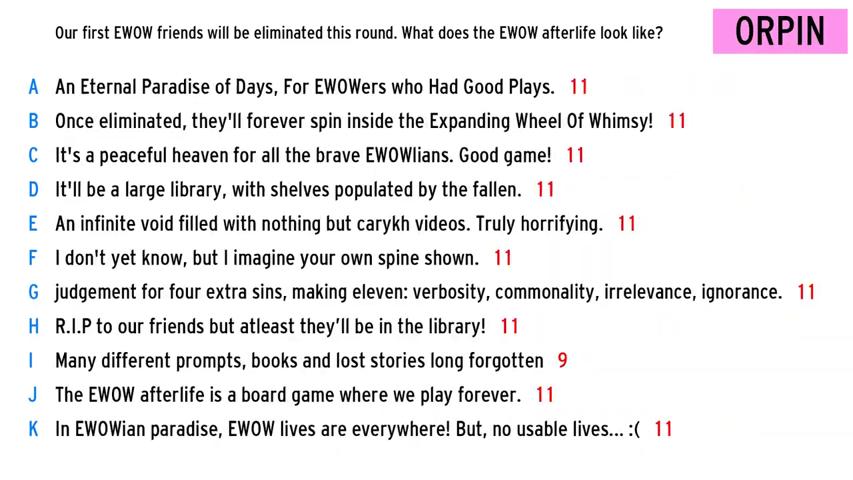 Our first EWOW friends will be eliminated this round. What does the EWOW afterlife look like?
ORPIN
A An Eternal Paradise of Days, For EWOWers who Had Good Plays. 11
B Once eliminated, they'll forever spin inside the Expanding Wheel Of Whimsy! 11
C It's a peaceful heaven for all the brave EWOWlians. Good game! 11
D It'll be a large library, with shelves populated by the fallen. 11
E An infinite void filled with nothing but carykh videos. Truly horrifying. 11
F I don't yet know, but I imagine your own spine shown. 11
G judgement for four extra sins, making eleven: verbosity, commonality, irrelevance, ignorance. 11
H R.I.P to our friends but atleast they’ll be in the library! 11
I Many different prompts, books and lost stories long forgotten 9
J The EWOW afterlife is a board game where we play forever. 11
K In EWOWian paradise, EWOW lives are everywhere! But, no usable lives... :( 11